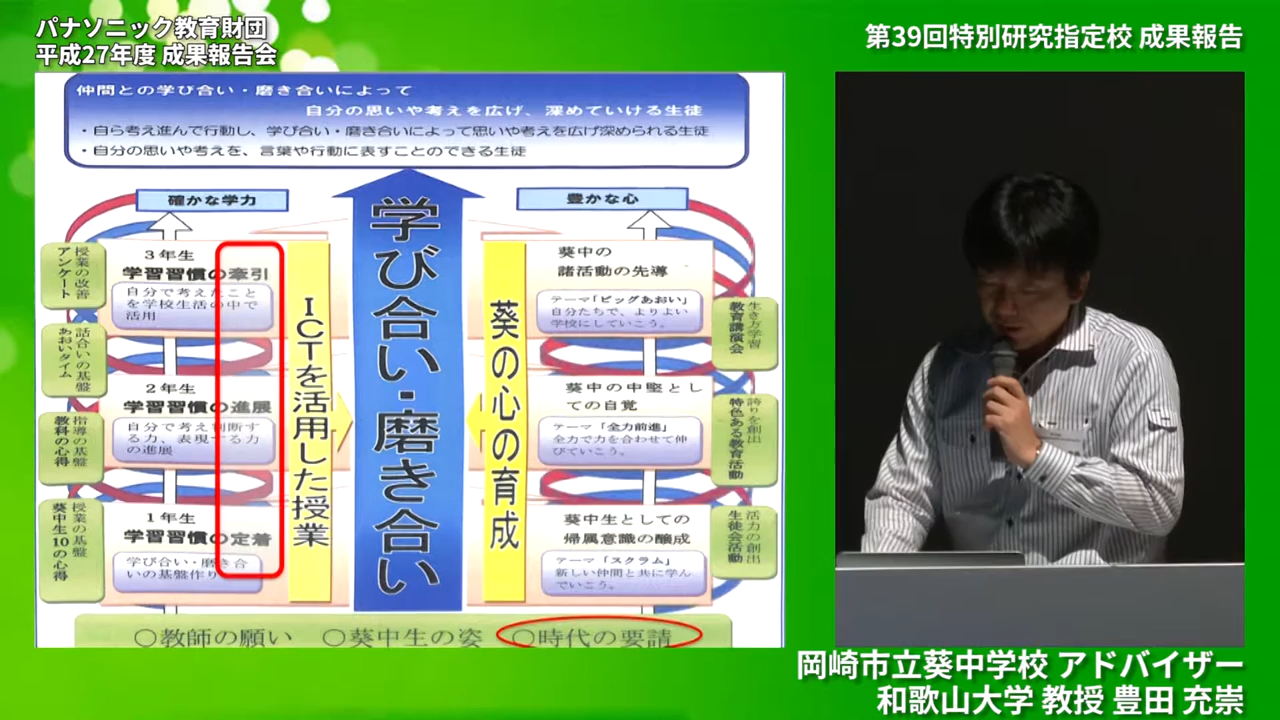 パナソニック教育財団
平成27年度 成果報告会
第39回特別研究指定校 成果報告
仲間との学び合い・磨き合いによって
自分の思いや考えを広げ、深めていける生徒
・自ら考え進んで行動し、学び合い・磨き合いによって思いや考えを広げ深められる生徒
・自分の思いや考えを、言葉や行動に表すことのできる生徒
確かな学力
豊かな心
授業の改善
アンケート
話合いの基盤
あおいタイム
指導の基盤
教科の心得
授業の基盤
葵中生10の心得
3年生
学習習慣の牽引
自分で考えたこと
を学校生活の中で
活用
2年生
学習習慣の進展
自分で考え判断す
る力、表現する力
の進展
1年生
学習習慣の定着
学び合い・磨き合
いの基盤作り
ICTを活用した授業
学び合い・磨き合い
葵の心の育成
葵中の
諸活動の先導
テーマ「ビッグあおい」
自分たちで、よりよい
学校にしていこう。
葵中の中堅とし
ての自覚
テーマ「全力前進」
全力で力を合わせて伸
びていこう。
葵中生としての
帰属意識の醸成
テーマ「スクラム」
新しい仲間と共に学ん
でいこう。
生き方学習
教育講演会
誇りを創出
特色ある教育活動
活力の創出
生徒会活動
○教師の願い ○葵中生の姿 ○時代の要請
岡崎市立葵中学校 アドバイザー
和歌山大学 教授 豊田 充崇